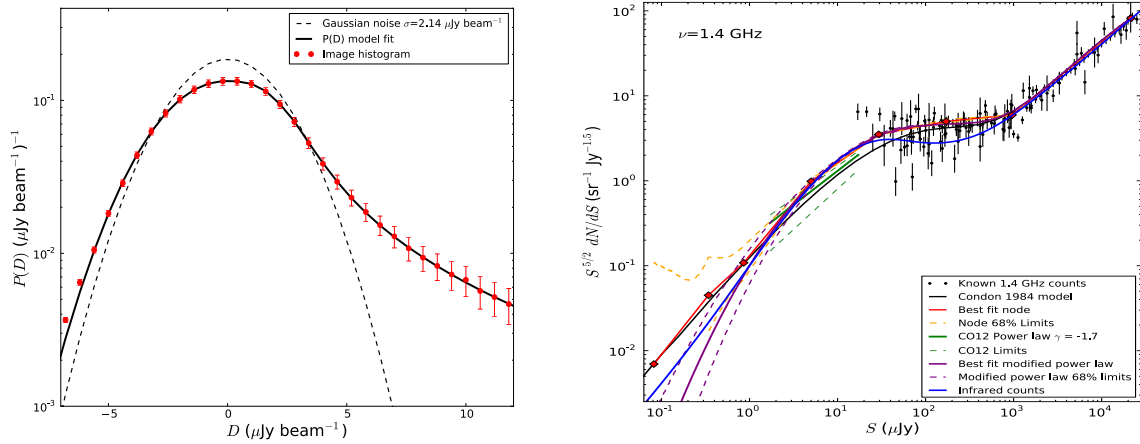 Gaussian noise σ=2.14 μJy beam⁻¹
P(D) model fit
Image histogram
10⁻¹
10⁻²
10⁻³
P(D) (μJy beam⁻¹)⁻¹
−5
0
5
10
D (μJy beam⁻¹)
ν=1.4 GHz
10²
10¹
10⁰
10⁻¹
10⁻²
S^{5/2} dN/dS (sr⁻¹ Jy^{-1.5})
Known 1.4 GHz counts
Condon 1984 model
Best fit node
Node 68% Limits
CO12 Power law γ = -1.7
CO12 Limits
Best fit modified power law
Modified power law 68% limits
Infrared counts
10⁻¹
10⁰
10¹
10²
10³
10⁴
S (μJy)